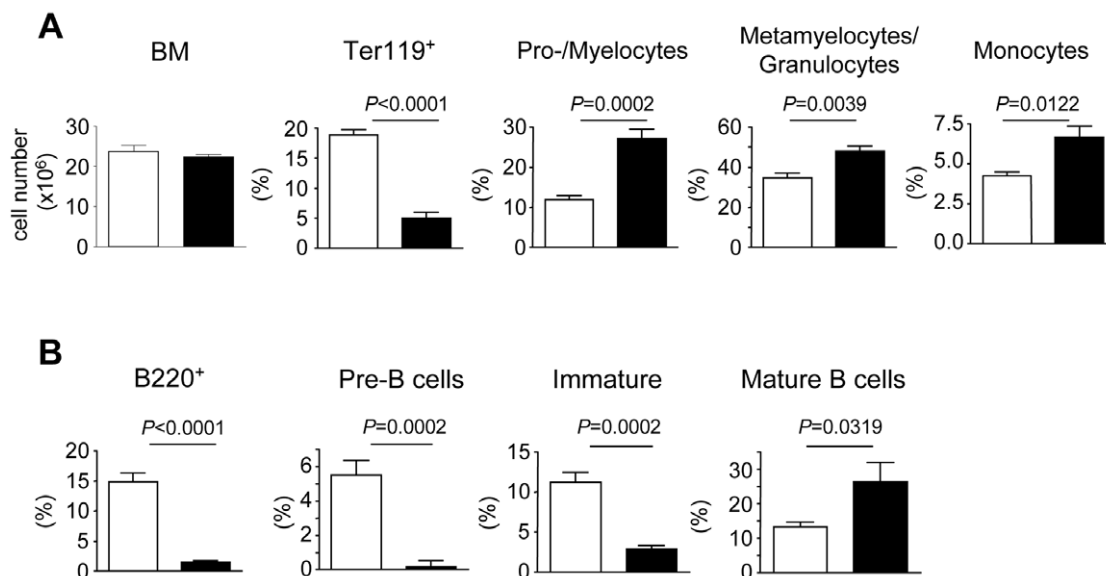 A
BM
Ter119⁺
Pro-/Myelocytes
Metamyelocytes/
Granulocytes
Monocytes
P<0.0001
P=0.0002
P=0.0039
P=0.0122
cell number
(x10⁶)
30
20
10
0
(%)
20
15
10
5
0
(%)
30
20
10
0
(%)
60
40
20
0
(%)
7.5
5.0
2.5
0.0
B
B220⁺
Pre-B cells
Immature
Mature B cells
P<0.0001
P=0.0002
P=0.0002
P=0.0319
(%)
20
15
10
5
0
(%)
6
4
2
0
(%)
15
10
5
0
(%)
30
20
10
0